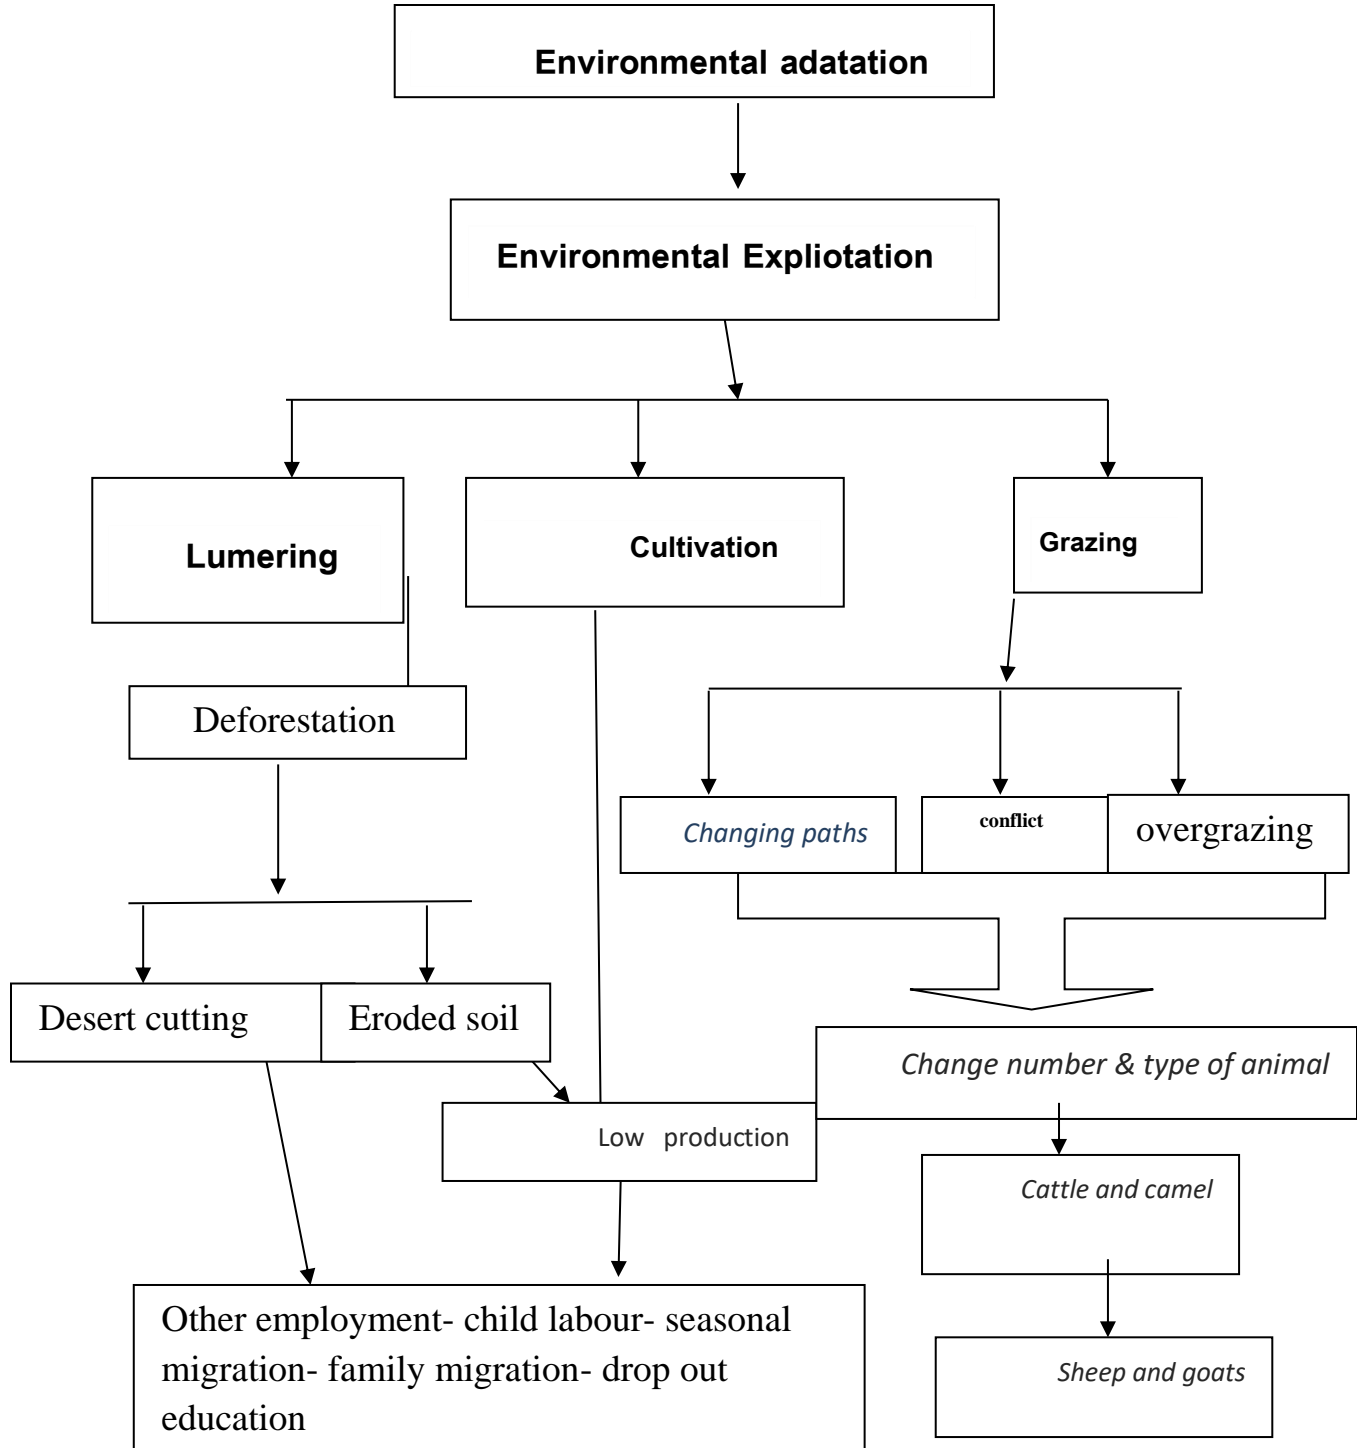 Environmental adatation
Environmental Expliotation
Lumering
Cultivation
Grazing
Deforestation
Changing paths
conflict
overgrazing
Desert cutting
Eroded soil
Change number & type of animal
Low production
Cattle and camel
Other employment- child labour- seasonal
migration- family migration- drop out
education
Sheep and goats